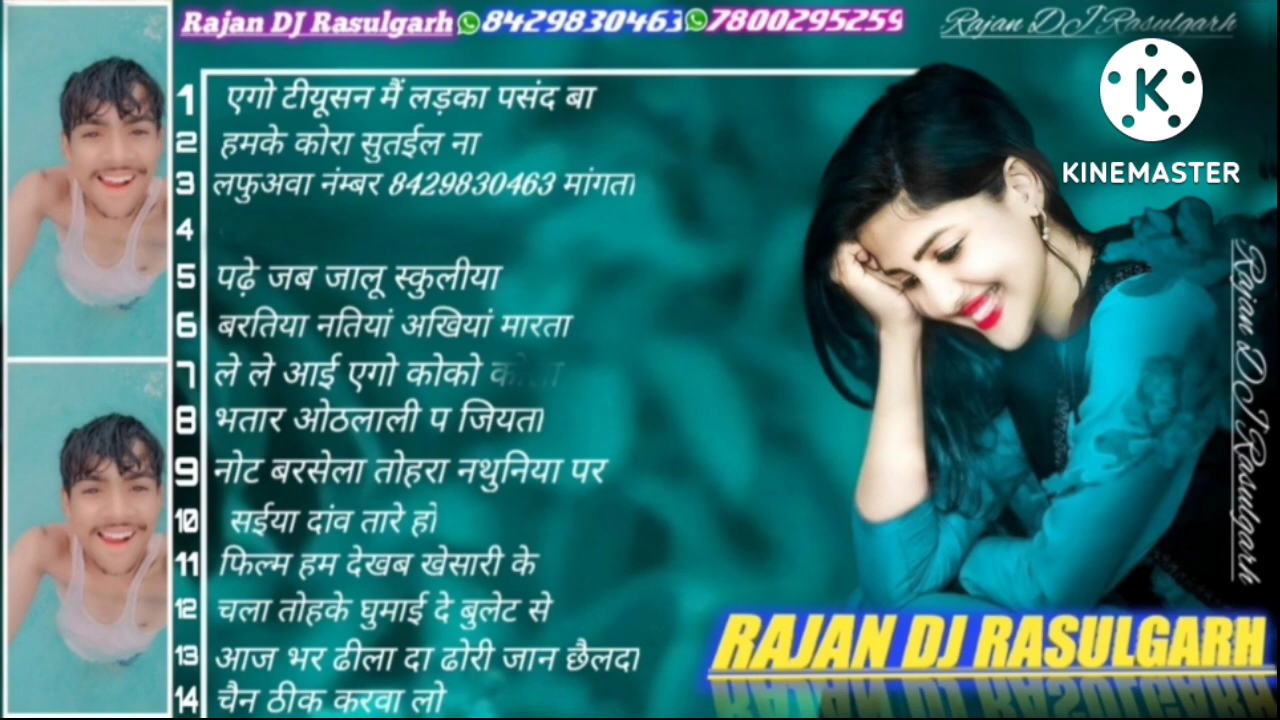 Rajan DJ Rasulgarh 8429830463 7800295259
Rajan DJ Rasulgarh
K
KINEMASTER
1 एगो टीयूसन मैं लड़का पसंद बा
2 हमके कोरा सुतईल ना
3 लफुअवा नंम्बर 8429830463 मांगता
4
5 पढ़े जब जालू स्कुलीया
6 बरतिया नतियां अखियां मारता
7 ले ले आई एगो कोको
8 भतार ओठलाली प जियता
9 नोट बरसेला तोहरा नथुनिया पर
10 सईया दांव तारे हो
11 फिल्म हम देखब खेसारी के
12 चला तोहके घुमाई दे बुलेट से
13 आज भर ढीला दा ढोरी जान छैलदा
14 चैन ठीक करवा लो
Rajan DJ Rasulgarh
RAJAN DJ RASULGARH